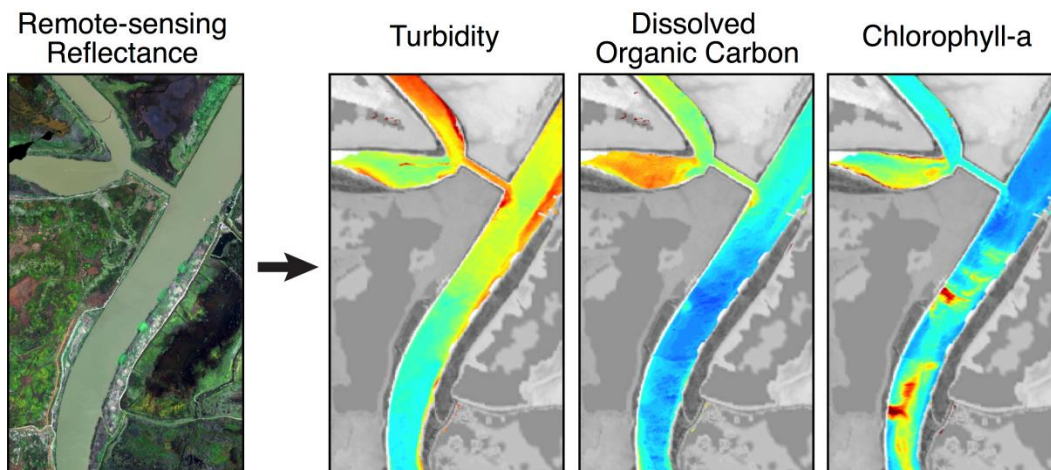 Remote-sensing
Reflectance
Turbidity
Dissolved
Organic Carbon
Chlorophyll-a